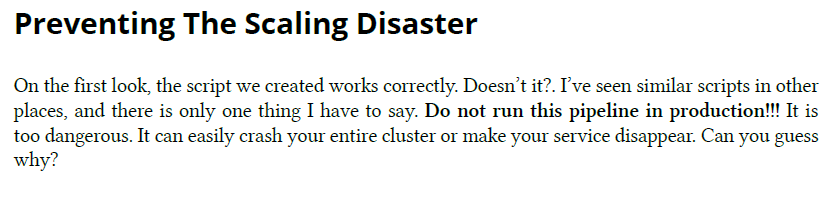 Preventing The Scaling Disaster
On the first look, the script we created works correctly. Doesn’t it?. I’ve seen similar scripts in other
places, and there is only one thing I have to say. Do not run this pipeline in production!!! It is
too dangerous. It can easily crash your entire cluster or make your service disappear. Can you guess
why?